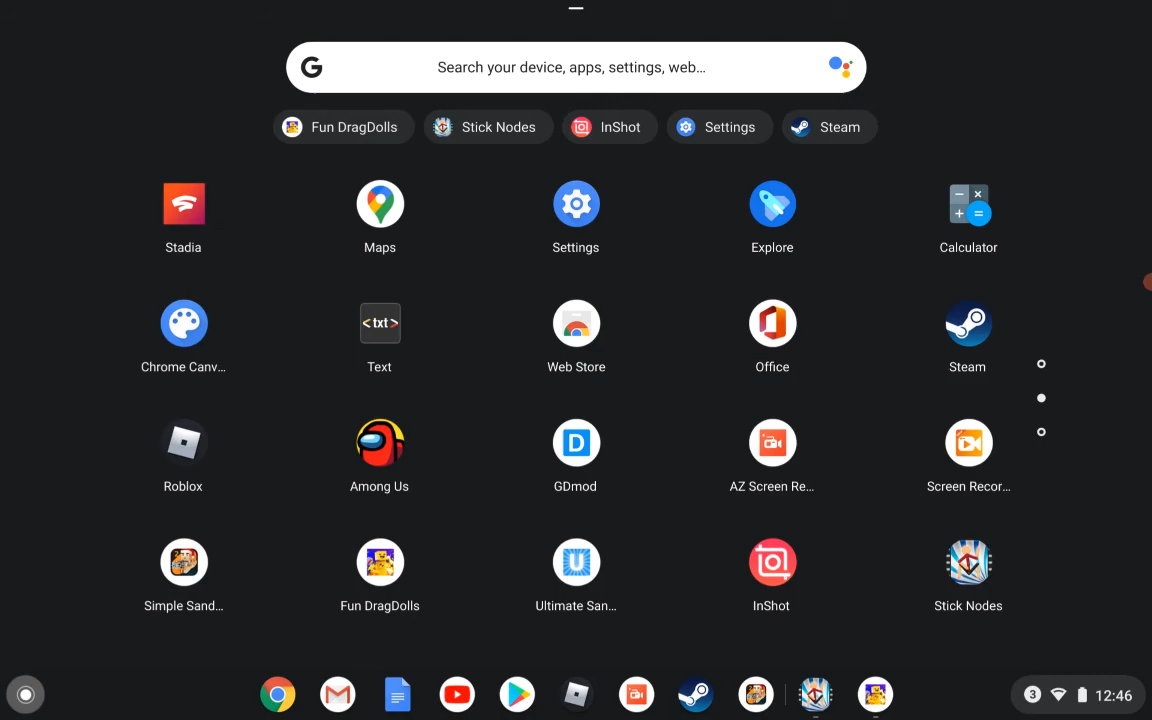 Search your device, apps, settings, web...
Fun DragDolls
Stick Nodes
InShot
Settings
Steam
Stadia
Maps
Settings
Explore
Calculator
Chrome Canv...
<txt>
Text
Web Store
Office
Steam
Roblox
Among Us
GDmod
AZ Screen Re...
Screen Recor...
Simple Sand...
Fun DragDolls
Ultimate San...
InShot
Stick Nodes
3
12:46